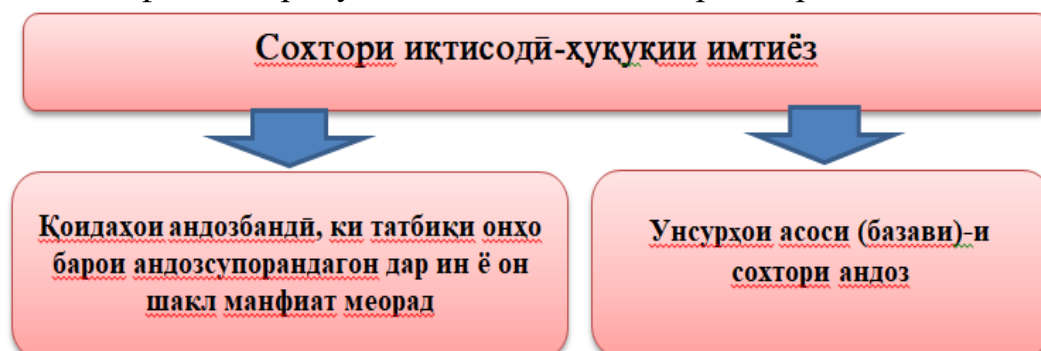 Сохтори иқтисодӣ-ҳуқуқии имтиёз
Қоидаҳои андозбандӣ, ки татбиқи онҳо
барои андозсупорандагон дар ин ё он
шакл манфиат меорад
Унсурҳои асоси (базави)-и
сохтори андоз